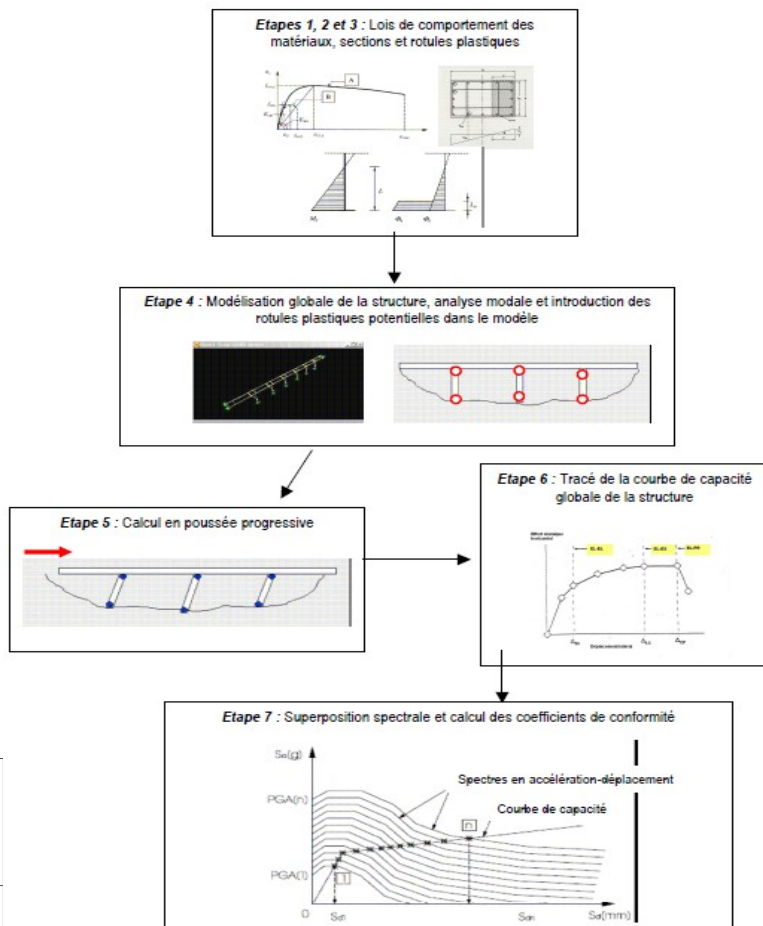 Etapes 1, 2 et 3 : Lois de comportement des
matériaux, sections et rotules plastiques
A
B
L
Etape 4 : Modélisation globale de la structure, analyse modale et introduction des
rotules plastiques potentielles dans le modèle
Etape 5 : Calcul en poussée progressive
Etape 6 : Tracé de la courbe de capacité
globale de la structure
Etape 7 : Superposition spectrale et calcul des coefficients de conformité
Sa(g)
Spectres en accélération-déplacement
PGA(n)
Courbe de capacité
n
PGA(1)
1
0
Sd1
Sdn
Sd(mm)